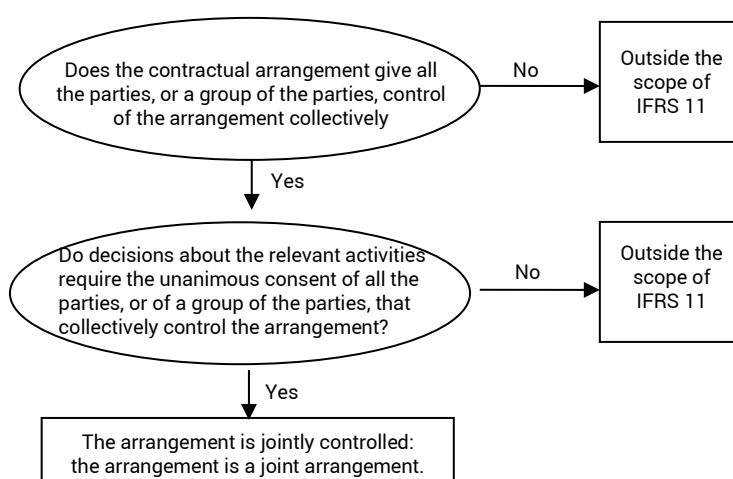 Does the contractual arrangement give all
the parties, or a group of the parties, control
of the arrangement collectively
No
Outside the
scope of
IFRS 11
Yes
Do decisions about the relevant activities
require the unanimous consent of all the
parties, or of a group of the parties, that
collectively control the arrangement?
No
Outside the
scope of
IFRS 11
Yes
The arrangement is jointly controlled:
the arrangement is a joint arrangement.